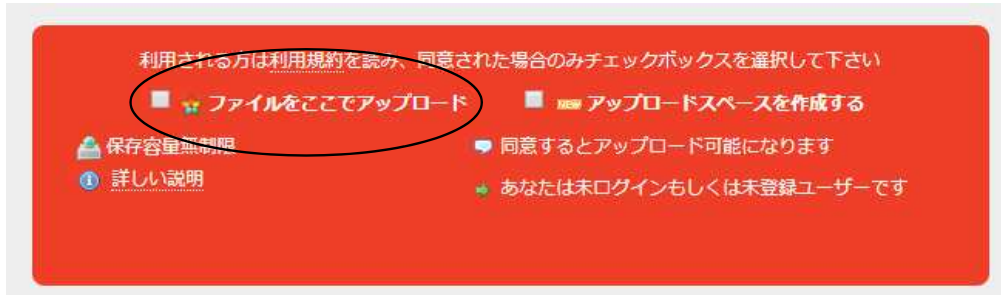 利用される方は利用規約を読み、同意された場合のみチェックボックスを選択して下さい
ファイルをここでアップロード
NEW アップロードスペースを作成する
保存容量無制限
同意するとアップロード可能になります
詳しい説明
あなたは未ログインもしくは未登録ユーザーです